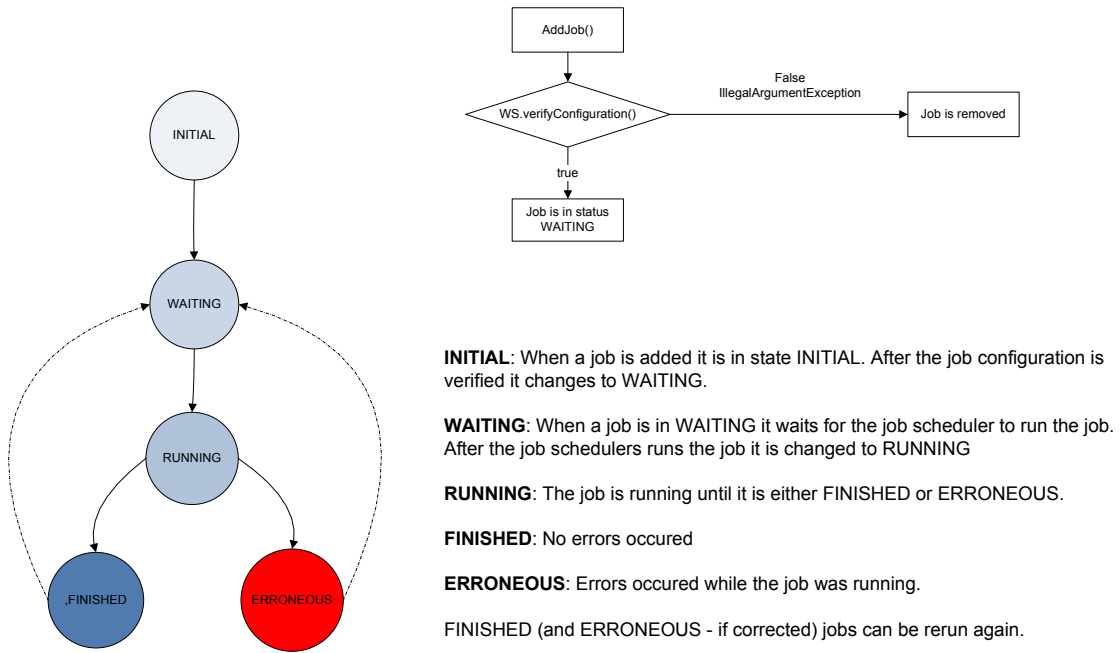 AddJob()
False
IllegalArgumentException
WS.verifyConfiguration()
Job is removed
true
Job is in status
WAITING
INITIAL
WAITING
RUNNING
,FINISHED
ERRONEOUS
INITIAL: When a job is added it is in state INITIAL. After the job configuration is
verified it changes to WAITING.
WAITING: When a job is in WAITING it waits for the job scheduler to run the job.
After the job schedulers runs the job it is changed to RUNNING
RUNNING: The job is running until it is either FINISHED or ERRONEOUS.
FINISHED: No errors occured
ERRONEOUS: Errors occured while the job was running.
FINISHED (and ERRONEOUS - if corrected) jobs can be rerun again.